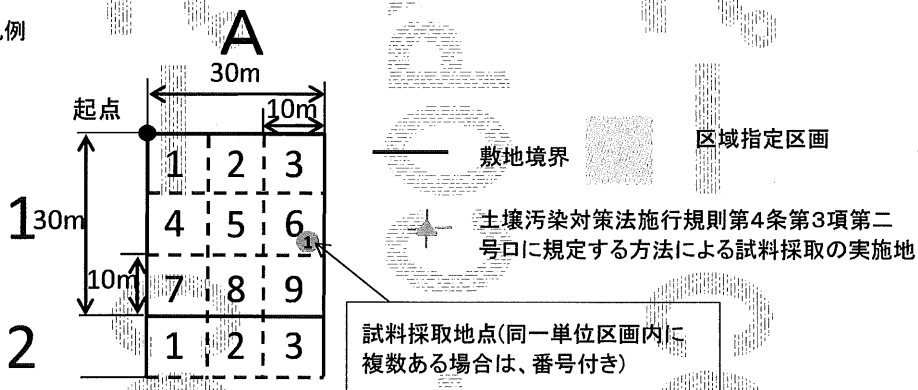 例
A
30m
10m
起点
1 2 3
敷地境界
区域指定区画
1
30m
4 5 6
1
土壌汚染対策法施行規則第4条第3項第二
号ロに規定する方法による試料採取の実施地
10m
7 8 9
2
1 2 3
試料採取地点(同一単位区画内に
複数ある場合は、番号付き)